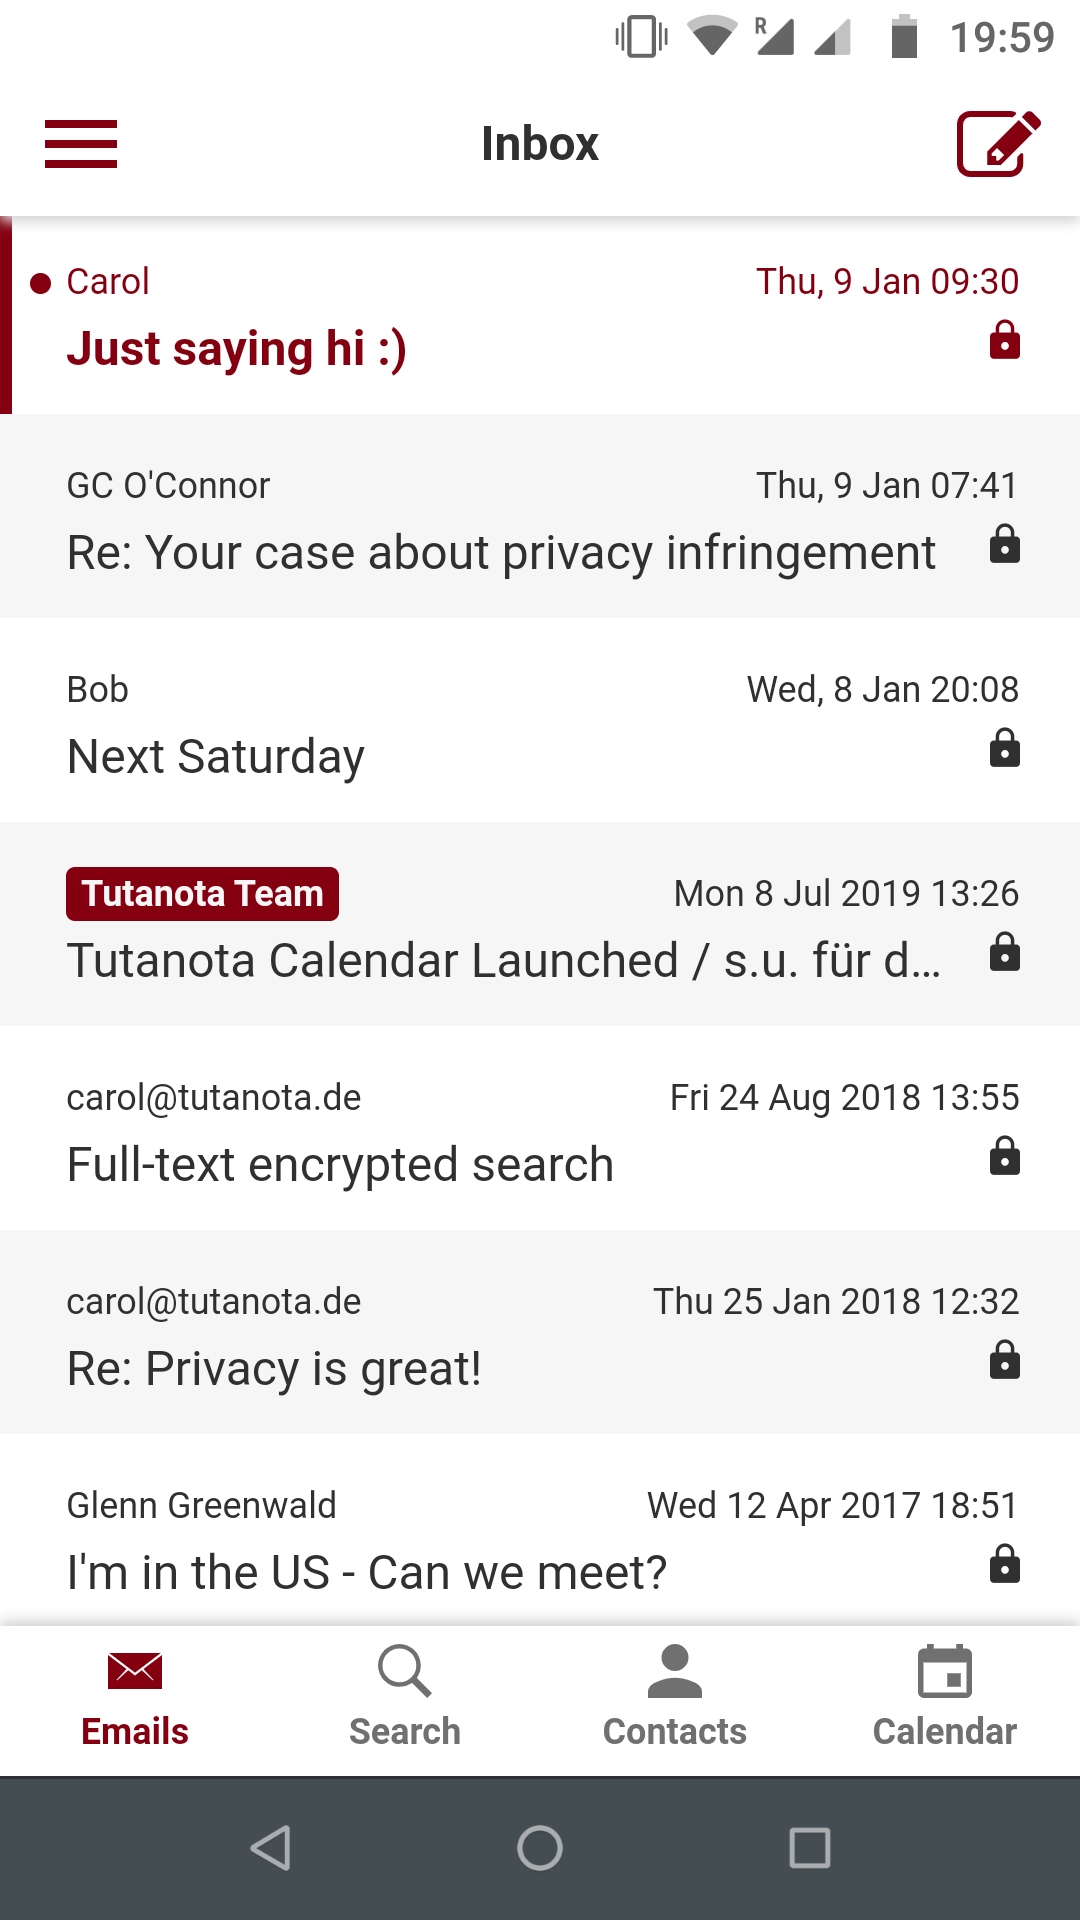 R 19:59
Inbox
Carol Thu, 9 Jan 09:30
Just saying hi :)
GC O'Connor Thu, 9 Jan 07:41
Re: Your case about privacy infringement
Bob Wed, 8 Jan 20:08
Next Saturday
Tutanota Team Mon 8 Jul 2019 13:26
Tutanota Calendar Launched / s.u. für d...
carol@tutanota.de Fri 24 Aug 2018 13:55
Full-text encrypted search
carol@tutanota.de Thu 25 Jan 2018 12:32
Re: Privacy is great!
Glenn Greenwald Wed 12 Apr 2017 18:51
I'm in the US - Can we meet?
Emails Search Contacts Calendar